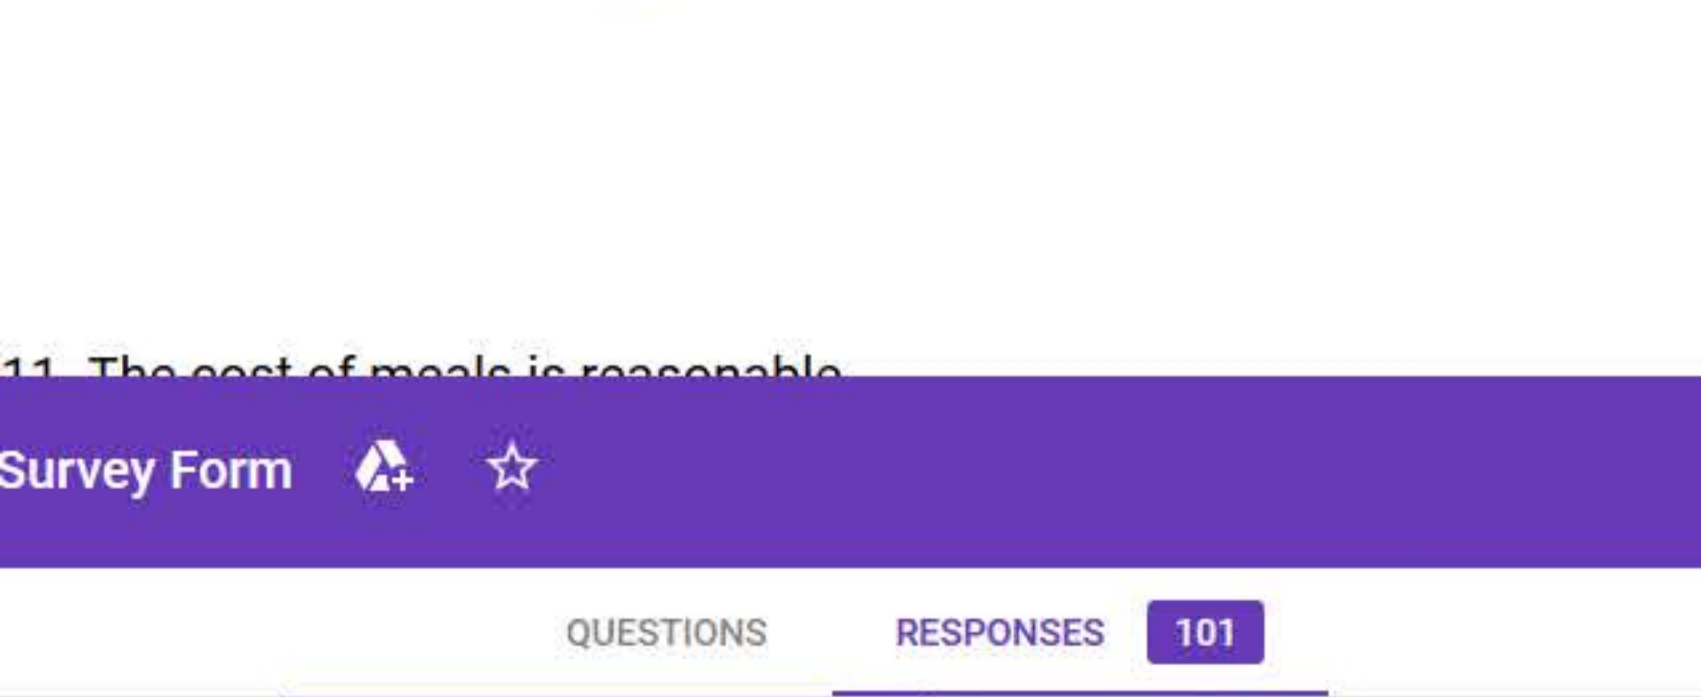 11. The cost of meals is reasonable
Survey Form
QUESTIONS RESPONSES 101